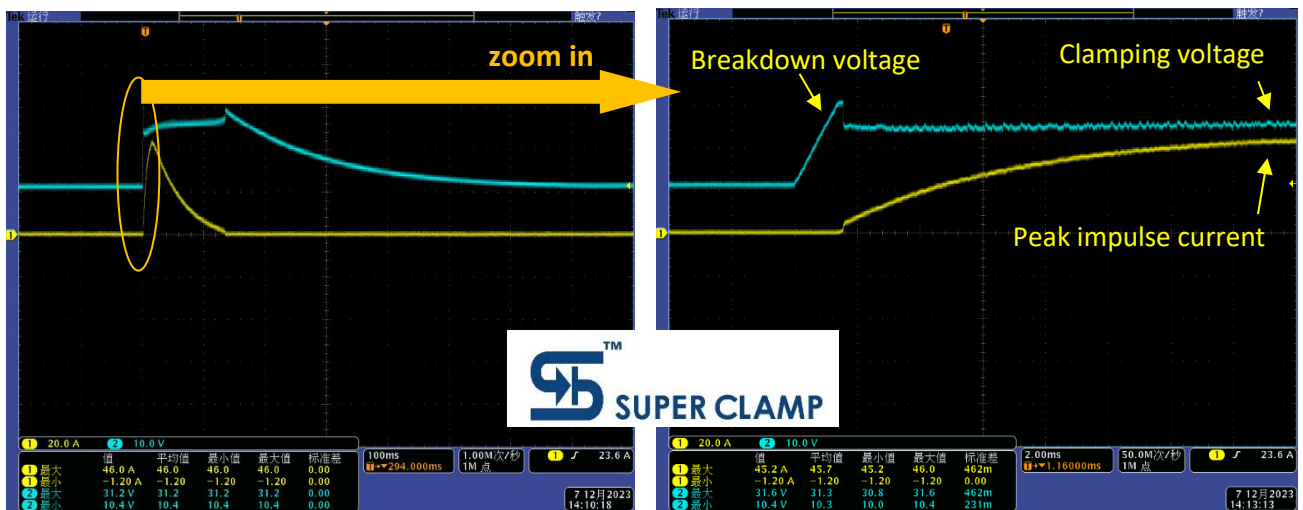 Tek 运行
触发?
zoom in
1
100ms
294.000ms
1.00M次/秒
1M 点
1 23.6 A
1 20.0 A 2 10.0 V
值 平均值 最小值 最大值 标准差
1 最大 46.0 A 46.0 46.0 46.0 0.00
1 最小 −1.20 A −1.20 −1.20 −1.20 0.00
2 最大 31.2 V 31.2 31.2 31.2 0.00
2 最小 10.4 V 10.4 10.4 10.4 0.00
7 12月2023
14:10:18
Tek 运行
触发?
Breakdown voltage
Clamping voltage
Peak impulse current
1
TM
SUPER CLAMP
1 20.0 A 2 10.0 V
值 平均值 最小值 最大值 标准差
1 最大 45.2 A 45.7 45.2 46.0 462m
1 最小 −1.20 A −1.20 −1.20 −1.20 0.00
2 最大 31.6 V 31.3 30.8 31.6 462m
2 最小 10.4 V 10.3 10.0 10.4 231m
2.00ms
1.16000ms
50.0M次/秒
1M 点
1 23.6 A
7 12月2023
14:13:13